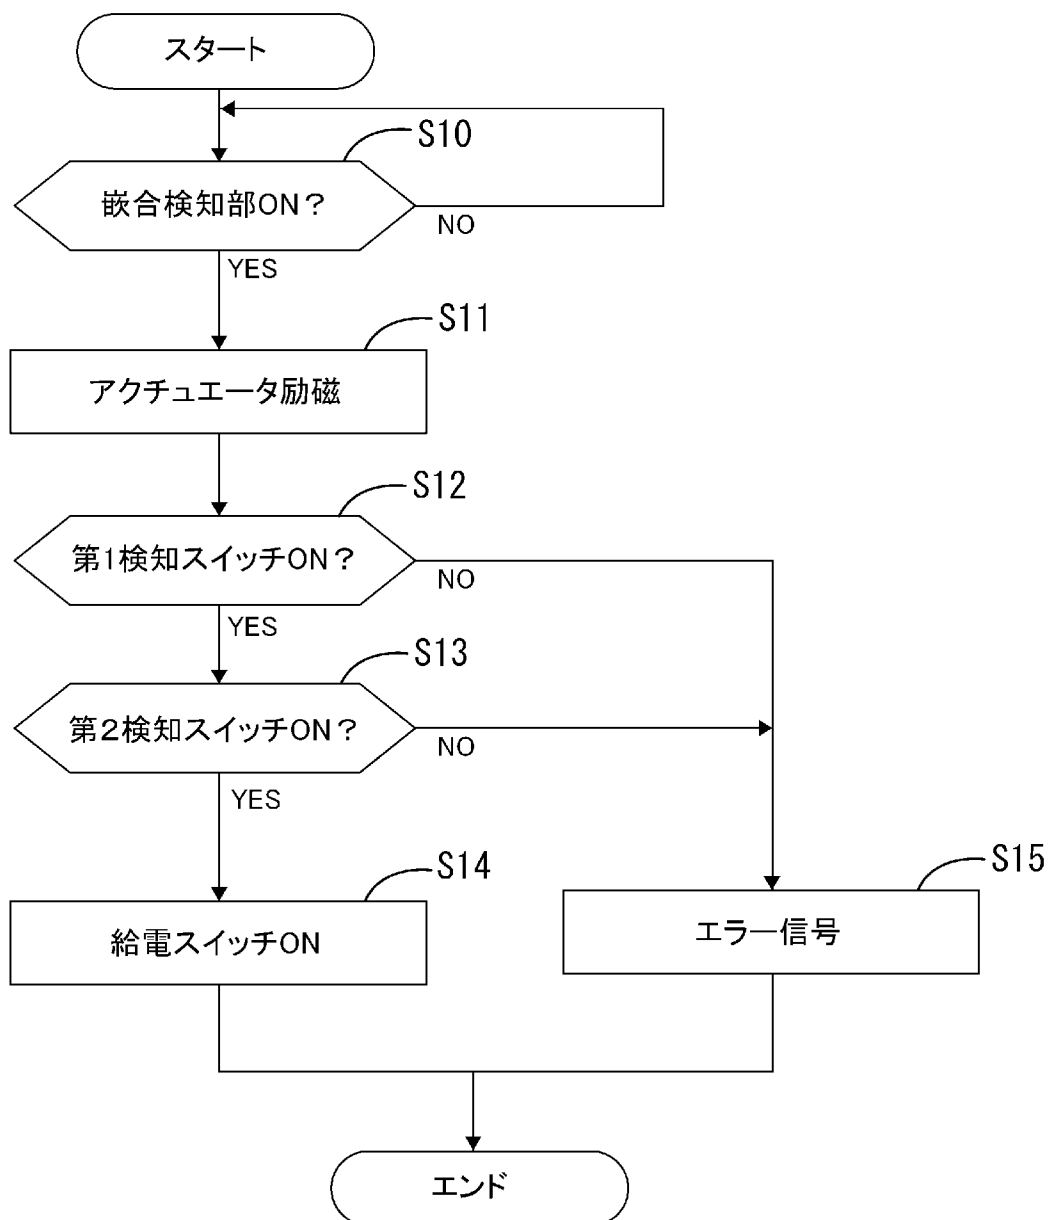 スタート
S10
嵌合検知部ON？
NO
YES
S11
アクチュエータ励磁
S12
第1検知スイッチON？
NO
YES
S13
第２検知スイッチON？
NO
YES
S14
給電スイッチON
S15
エラー信号
エンド